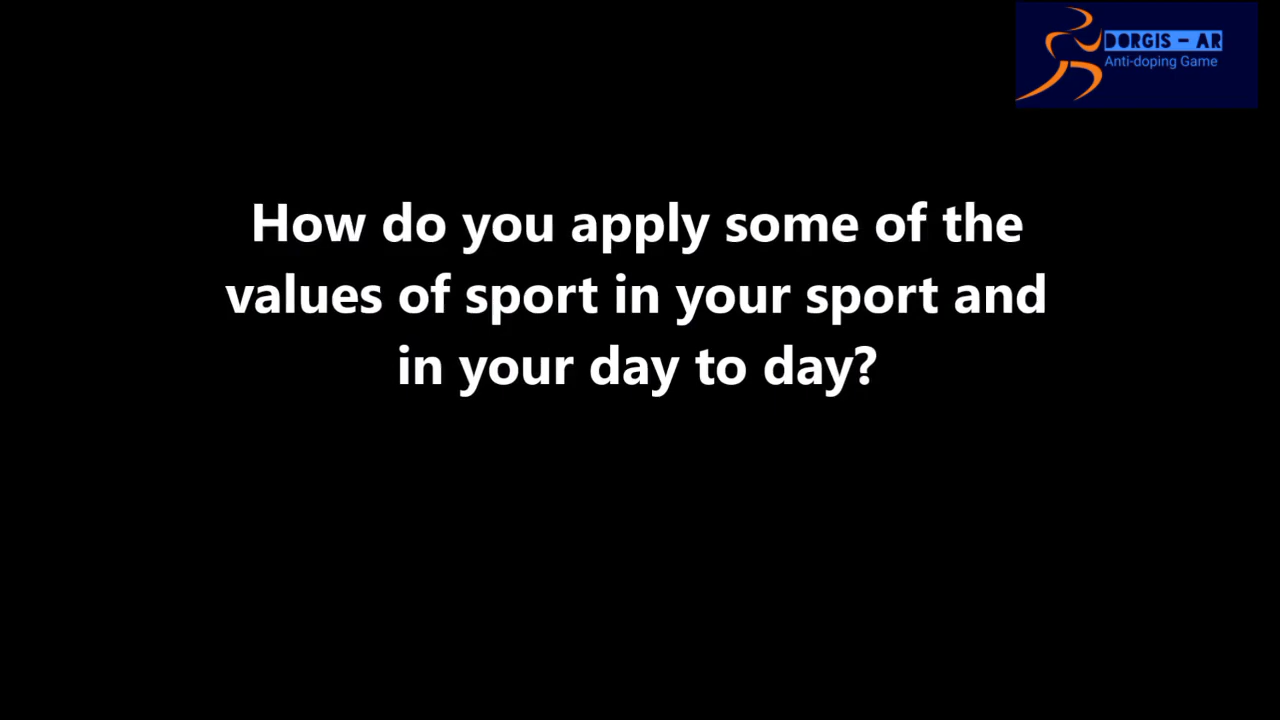 DORGIS - AR
Anti-doping Game
How do you apply some of the
values of sport in your sport and
in your day to day?